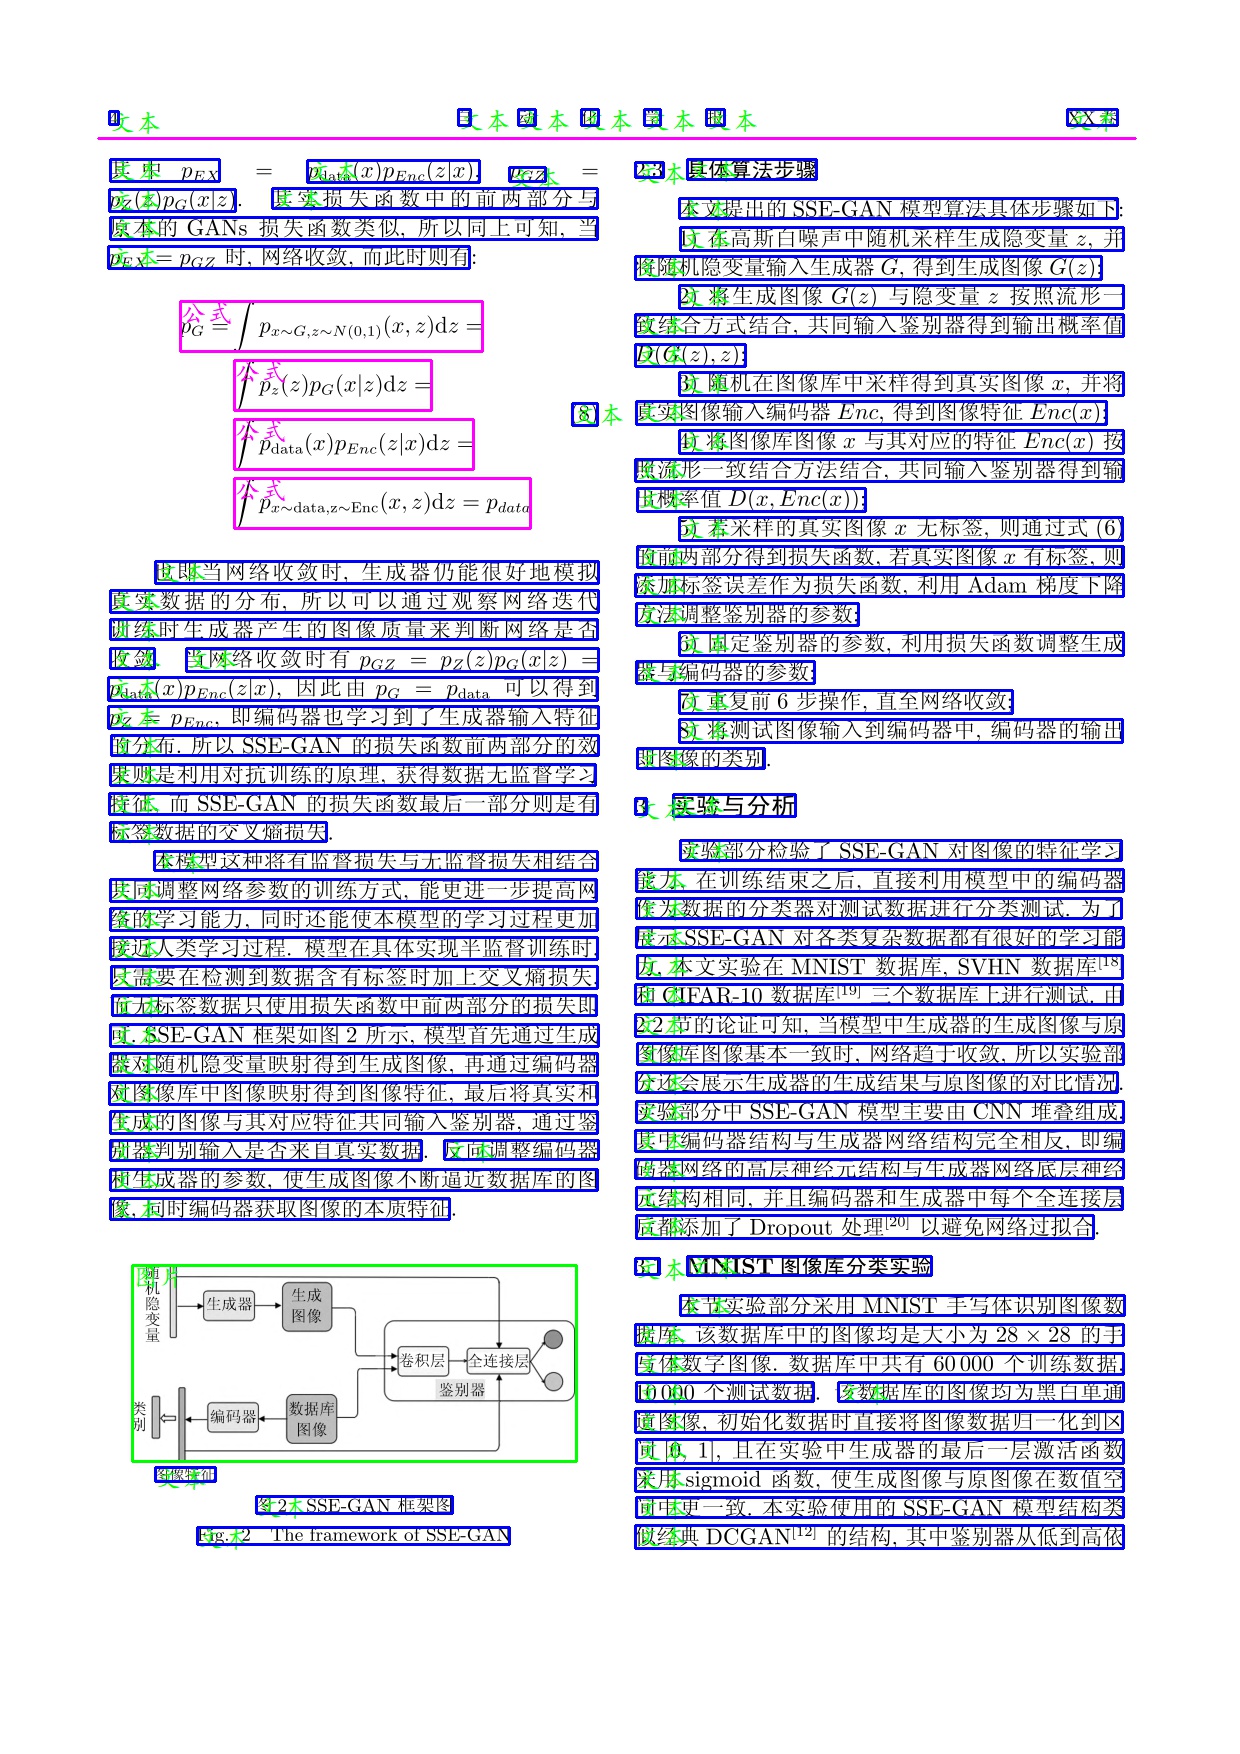 自 动 化 学 报 XX 卷
其中 p_EX = p_data(x)p_Enc(z|x), p_GZ =
p_Z(z)p_G(x|z). 其实损失函数中的前两部分与
原本的 GANs 损失函数类似, 所以同上可知, 当
p_EX = p_GZ 时, 网络收敛, 而此时则有:
公式
p_G = ∫ p_{x∼G,z∼N(0,1)}(x, z)dz =
公式
∫ p_z(z)p_G(x|z)dz =
公式
∫ p_data(x)p_Enc(z|x)dz =
(8) 文本
公式
∫ p_{x∼data,z∼Enc}(x, z)dz = p_data
也即当网络收敛时, 生成器仍能很好地模拟
真实数据的分布, 所以可以通过观察网络迭代
训练时生成器产生的图像质量来判断网络是否
收敛. 当网络收敛时有 p_GZ = p_Z(z)p_G(x|z) =
p_data(x)p_Enc(z|x), 因此由 p_G = p_data 可以得到
p_Z = p_Enc, 即编码器也学习到了生成器输入特征
的分布. 所以 SSE-GAN 的损失函数前两部分的效
果则是利用对抗训练的原理, 获得数据无监督学习
特征, 而 SSE-GAN 的损失函数最后一部分则是有
标签数据的交叉熵损失.
本模型这种将有监督损失与无监督损失相结合
共同调整网络参数的训练方式, 能更进一步提高网
络的学习能力, 同时还能使本模型的学习过程更加
接近人类学习过程. 模型在具体实现半监督训练时,
只需要在检测到数据含有标签时加上交叉熵损失,
而无标签数据只使用损失函数中前两部分的损失即
可. SSE-GAN 框架如图 2 所示, 模型首先通过生成
器对随机隐变量映射得到生成图像, 再通过编码器
对图像库中图像映射得到图像特征, 最后将真实和
生成的图像与其对应特征共同输入鉴别器, 通过鉴
别器判别输入是否来自真实数据. 反向调整编码器
和生成器的参数, 使生成图像不断逼近数据库的图
像, 同时编码器获取图像的本质特征.
图片
随机隐变量
生成器
生成图像
卷积层
全连接层
鉴别器
类别
编码器
数据库图像
图像特征
图 2 SSE-GAN 框架图
Fig. 2 The framework of SSE-GAN
2.3 具体算法步骤
本文提出的 SSE-GAN 模型算法具体步骤如下:
1) 在高斯白噪声中随机采样生成隐变量 z, 并
将随机隐变量输入生成器 G, 得到生成图像 G(z);
2) 将生成图像 G(z) 与隐变量 z 按照流形一
致结合方式结合, 共同输入鉴别器得到输出概率值
D(G(z), z);
3) 随机在图像库中采样得到真实图像 x, 并将
真实图像输入编码器 Enc, 得到图像特征 Enc(x);
4) 将图像库图像 x 与其对应的特征 Enc(x) 按
照流形一致结合方法结合, 共同输入鉴别器得到输
出概率值 D(x, Enc(x));
5) 若采样的真实图像 x 无标签, 则通过式 (6)
的前两部分得到损失函数, 若真实图像 x 有标签, 则
添加标签误差作为损失函数, 利用 Adam 梯度下降
方法调整鉴别器的参数;
6) 固定鉴别器的参数, 利用损失函数调整生成
器与编码器的参数;
7) 重复前 6 步操作, 直至网络收敛;
8) 将测试图像输入到编码器中, 编码器的输出
即图像的类别.
3 实验与分析
实验部分检验了 SSE-GAN 对图像的特征学习
能力. 在训练结束之后, 直接利用模型中的编码器
作为数据的分类器对测试数据进行分类测试. 为了
展示 SSE-GAN 对各类复杂数据都有很好的学习能
力, 本文实验在 MNIST 数据库, SVHN 数据库[18]
和 CIFAR-10 数据库[19] 三个数据库上进行测试. 由
2.2 节的论证可知, 当模型中生成器的生成图像与原
图像库图像基本一致时, 网络趋于收敛, 所以实验部
分还会展示生成器的生成结果与原图像的对比情况.
实验部分中 SSE-GAN 模型主要由 CNN 堆叠组成,
其中编码器结构与生成器网络结构完全相反, 即编
码器网络的高层神经元结构与生成器网络底层神经
元结构相同, 并且编码器和生成器中每个全连接层
后都添加了 Dropout 处理[20] 以避免网络过拟合.
3.1 MNIST 图像库分类实验
本节实验部分采用 MNIST 手写体识别图像数
据库. 该数据库中的图像均是大小为 28 × 28 的手
写体数字图像. 数据库中共有 60 000 个训练数据,
10 000 个测试数据. 该数据库的图像均为黑白单通
道图像, 初始化数据时直接将图像数据归一化到区
间 [0, 1], 且在实验中生成器的最后一层激活函数
采用 sigmoid 函数, 使生成图像与原图像在数值空
间中更一致. 本实验使用的 SSE-GAN 模型结构类
似经典 DCGAN[12] 的结构, 其中鉴别器从低到高依